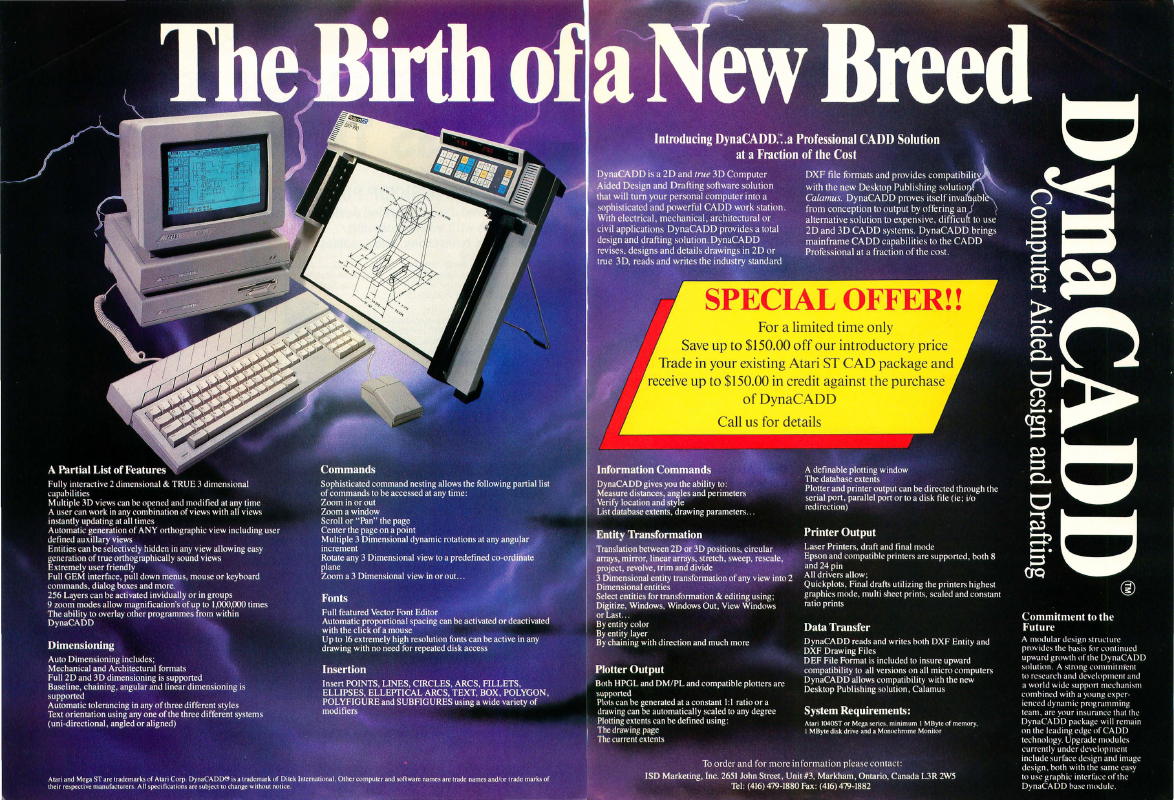 The Birth of a New Breed
Introducing DynaCADD™...a Professional CADD Solution
at a Fraction of the Cost
DynaCADD is a 2D and true 3D Computer
Aided Design and Drafting software solution
that will turn your personal computer into a
sophisticated and powerful CADD work station.
With electrical, mechanical, architectural or
civil applications DynaCADD provides a total
design and drafting solution. DynaCADD
revises, designs and details drawings in 2D or
true 3D, reads and writes the industry standard
DXF file formats and provides compatibility
with the new Desktop Publishing solution,
Calamus. DynaCADD proves itself invaluable
from conception to output by offering an
alternative solution to expensive, difficult to use
2D and 3D CADD systems. DynaCADD brings
mainframe CADD capabilities to the CADD
Professional at a fraction of the cost.
SPECIAL OFFER!!
For a limited time only
Save up to $150.00 off our introductory price
Trade in your existing Atari ST CAD package and
receive up to $150.00 in credit against the purchase
of DynaCADD
Call us for details
DynaCADD
TM
Computer Aided Design and Drafting
A Partial List of Features
Fully interactive 2 dimensional & TRUE 3 dimensional
capabilities
Multiple 3D views can be opened and modified at any time
A user can work in any combination of views with all views
instantly updating at all times
Automatic generation of ANY orthographic view including user
defined auxillary views
Entities can be selectively hidden in any view allowing easy
generation of true orthographically sound views
Extremely user friendly
Full GEM interface, pull down menus, mouse or keyboard
commands, dialog boxes and more
256 Layers can be activated invidually or in groups
9 zoom modes allow magnification's of up to 1,000,000 times
The ability to overlay other programmes from within
DynaCADD
Dimensioning
Auto Dimensioning includes;
Mechanical and Architectural formats
Full 2D and 3D dimensioning is supported
Baseline, chaining, angular and linear dimensioning is
supported
Automatic tolerancing in any of three different styles
Text orientation using any one of the three different systems
(uni-directional, angled or aligned)
Commands
Sophisticated command nesting allows the following partial list
of commands to be accessed at any time:
Zoom in or out
Zoom a window
Scroll or "Pan" the page
Center the page on a point
Multiple 3 Dimensional dynamic rotations at any angular
increment
Rotate any 3 Dimensional view to a predefined co-ordinate
plane
Zoom a 3 Dimensional view in or out...
Fonts
Full featured Vector Font Editor
Automatic proportional spacing can be activated or deactivated
with the click of a mouse
Up to 16 extremely high resolution fonts can be active in any
drawing with no need for repeated disk access
Insertion
Insert POINTS, LINES, CIRCLES, ARCS, FILLETS,
ELLIPSES, ELLEPTICAL ARCS, TEXT, BOX, POLYGON,
POLYFIGURE and SUBFIGURES using a wide variety of
modifiers
Information Commands
DynaCADD gives you the ability to:
Measure distances, angles and perimeters
Verify location and style
List database extents, drawing parameters...
Entity Transformation
Translation between 2D or 3D positions, circular
arrays, mirror, linear arrays, stretch, sweep, rescale,
project, revolve, trim and divide
3 Dimensional entity transformation of any view into 2
Dimensional entities
Select entities for transformation & editing using;
Digitize, Windows, Windows Out, View Windows
or Last...
By entity color
By entity layer
By chaining with direction and much more
Plotter Output
Both HPGL and DM/PL and compatible plotters are
supported
Plots can be generated at a constant 1:1 ratio or a
drawing can be automatically scaled to any degree
Plotting extents can be defined using:
The drawing page
The current extents
A definable plotting window
The database extents
Plotter and printer output can be directed through the
serial port, parallel port or to a disk file (ie; i/o
redirection)
Printer Output
Laser Printers, draft and final mode
Epson and compatible printers are supported, both 8
and 24 pin
All drivers allow;
Quickplots, Final drafts utilizing the printers highest
graphics mode, multi sheet prints, scaled and constant
ratio prints
Data Transfer
DynaCADD reads and writes both DXF Entity and
DXF Drawing Files
DEF File Format is included to insure upward
compatibility to all versions on all micro computers
DynaCADD allows compatibility with the new
Desktop Publishing solution, Calamus
System Requirements:
Atari 1040ST or Mega series, minimum 1 MByte of memory,
1 MByte disk drive and a Monochrome Monitor
Commitment to the
Future
A modular design structure
provides the basis for continued
upward growth of the DynaCADD
solution. A strong commitment
to research and development and
a world wide support mechanism
combined with a young exper-
ienced dynamic programming
team, are your insurance that the
DynaCADD package will remain
on the leading edge of CADD
technology. Upgrade modules
currently under development
include surface design and image
design, both with the same easy
to use graphic interface of the
DynaCADD base module.
To order and for more information please contact:
ISD Marketing, Inc. 2651 John Street, Unit #3, Markham, Ontario, Canada L3R 2W5
Tel: (416) 479-1880 Fax: (416) 479-1882
Atari and Mega ST are trademarks of Atari Corp. DynaCADD® is a trademark of Ditek International. Other computer and software names are trade names and/or trade marks of
their respective manufacturers. All specifications are subject to change without notice.